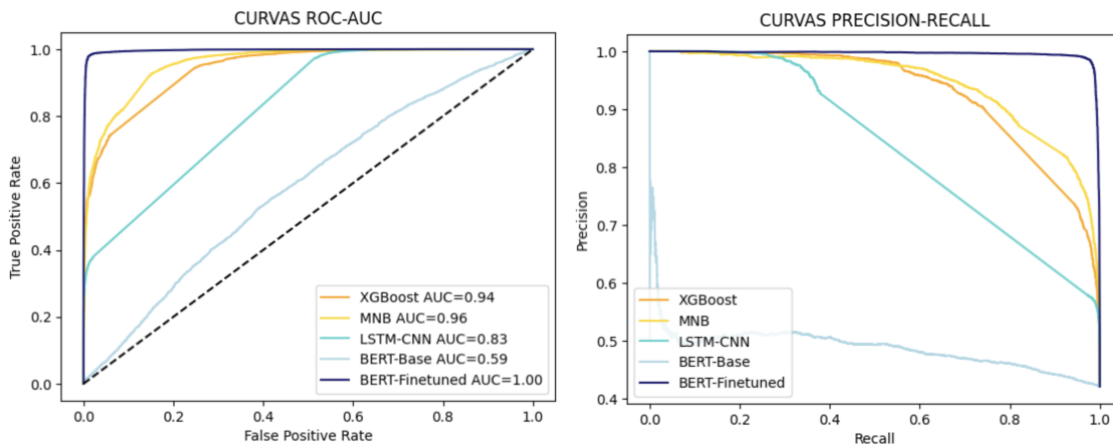 CURVAS ROC-AUC
True Positive Rate
1.0
0.8
0.6
0.4
0.2
0.0
XGBoost AUC=0.94
MNB AUC=0.96
LSTM-CNN AUC=0.83
BERT-Base AUC=0.59
BERT-Finetuned AUC=1.00
0.0 0.2 0.4 0.6 0.8 1.0
False Positive Rate
CURVAS PRECISION-RECALL
Precision
1.0
0.9
0.8
0.7
0.6
0.5
0.4
XGBoost
MNB
LSTM-CNN
BERT-Base
BERT-Finetuned
0.0 0.2 0.4 0.6 0.8 1.0
Recall